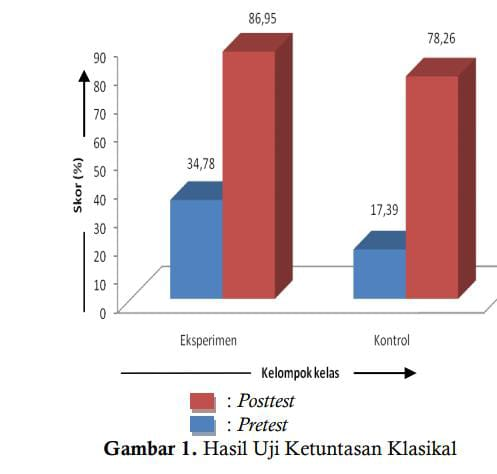 86,95
78,26
90
80
70
60
50
40
30
20
10
0
Skor (%)
34,78
17,39
Eksperimen Kontrol
Kelompok kelas
: Posttest
: Pretest
Gambar 1. Hasil Uji Ketuntasan Klasikal